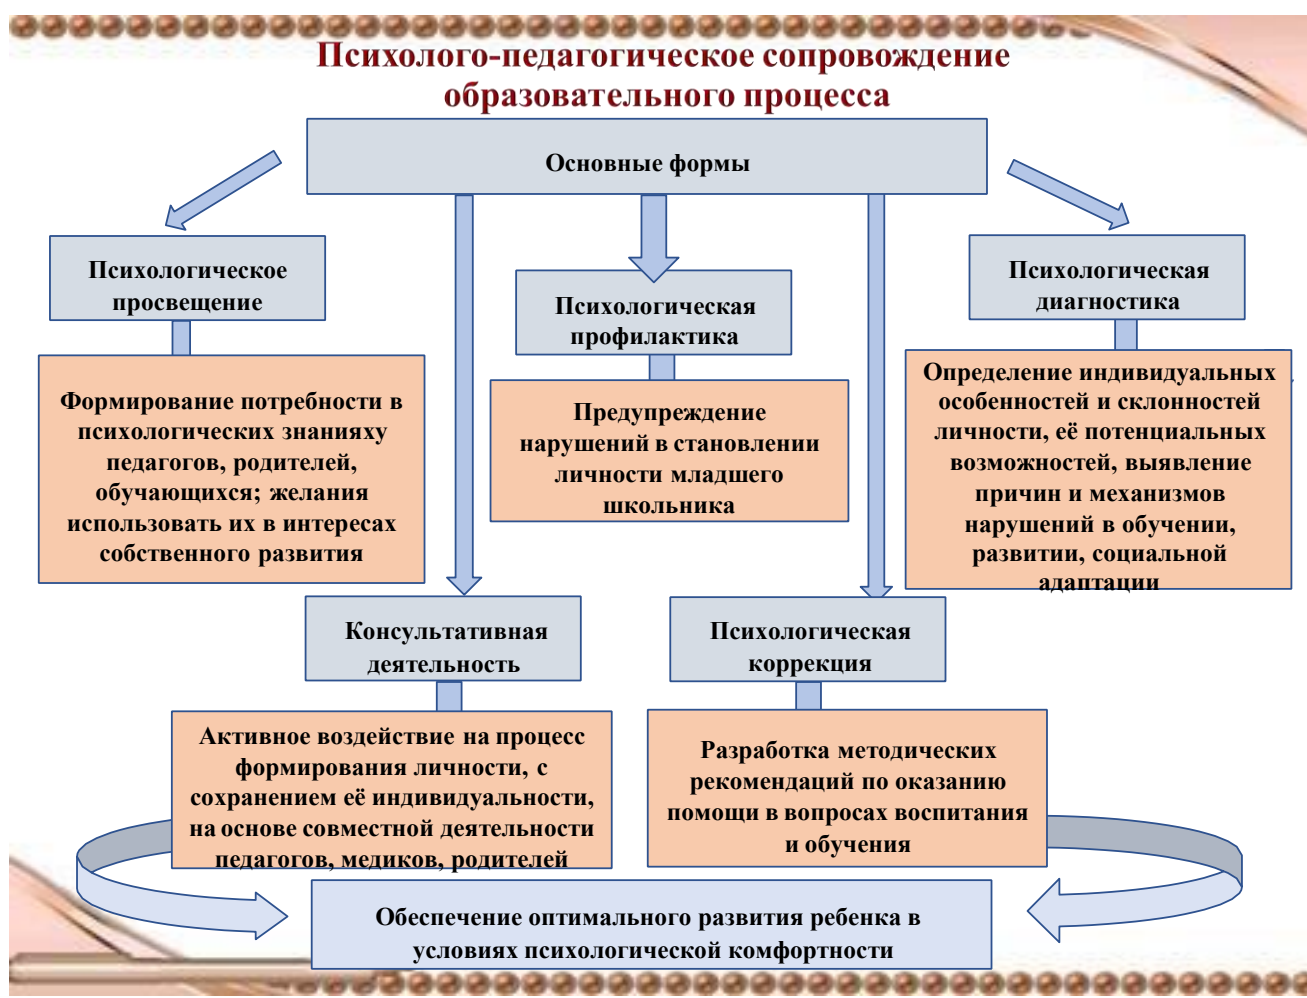 Психолого-педагогическое сопровождение
образовательного процесса
Основные формы
Психологическое
просвещение
Формирование потребности в
психологических знанияху
педагогов, родителей,
обучающихся; желания
использовать их в интересах
собственного развития
Психологическая
профилактика
Предупреждение
нарушений в становлении
личности младшего
школьника
Психологическая
диагностика
Определение индивидуальных
особенностей и склонностей
личности, её потенциальных
возможностей, выявление
причин и механизмов
нарушений в обучении,
развитии, социальной
адаптации
Консультативная
деятельность
Активное воздействие на процесс
формирования личности, с
сохранением её индивидуальности,
на основе совместной деятельности
педагогов, медиков, родителей
Психологическая
коррекция
Разработка методических
рекомендаций по оказанию
помощи в вопросах воспитания
и обучения
Обеспечение оптимального развития ребенка в
условиях психологической комфортности